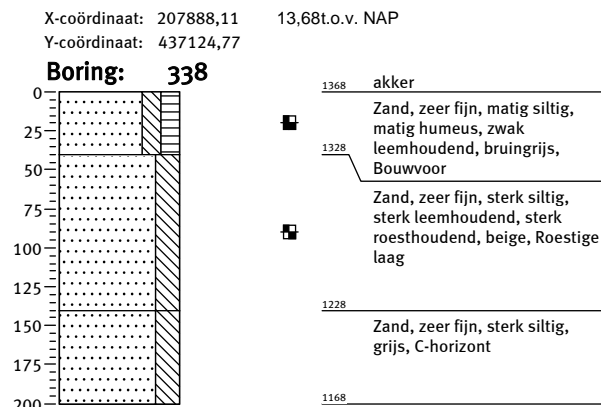 X-coördinaat: 207888,11 13,68t.o.v. NAP
Y-coördinaat: 437124,77
Boring: 338
0
25
50
75
100
125
150
175
200
1368 akker
Zand, zeer fijn, matig siltig,
matig humeus, zwak
leemhoudend, bruingrijs,
Bouwvoor
1328
Zand, zeer fijn, sterk siltig,
sterk leemhoudend, sterk
roesthoudend, beige, Roestige
laag
1228
Zand, zeer fijn, sterk siltig,
grijs, C-horizont
1168